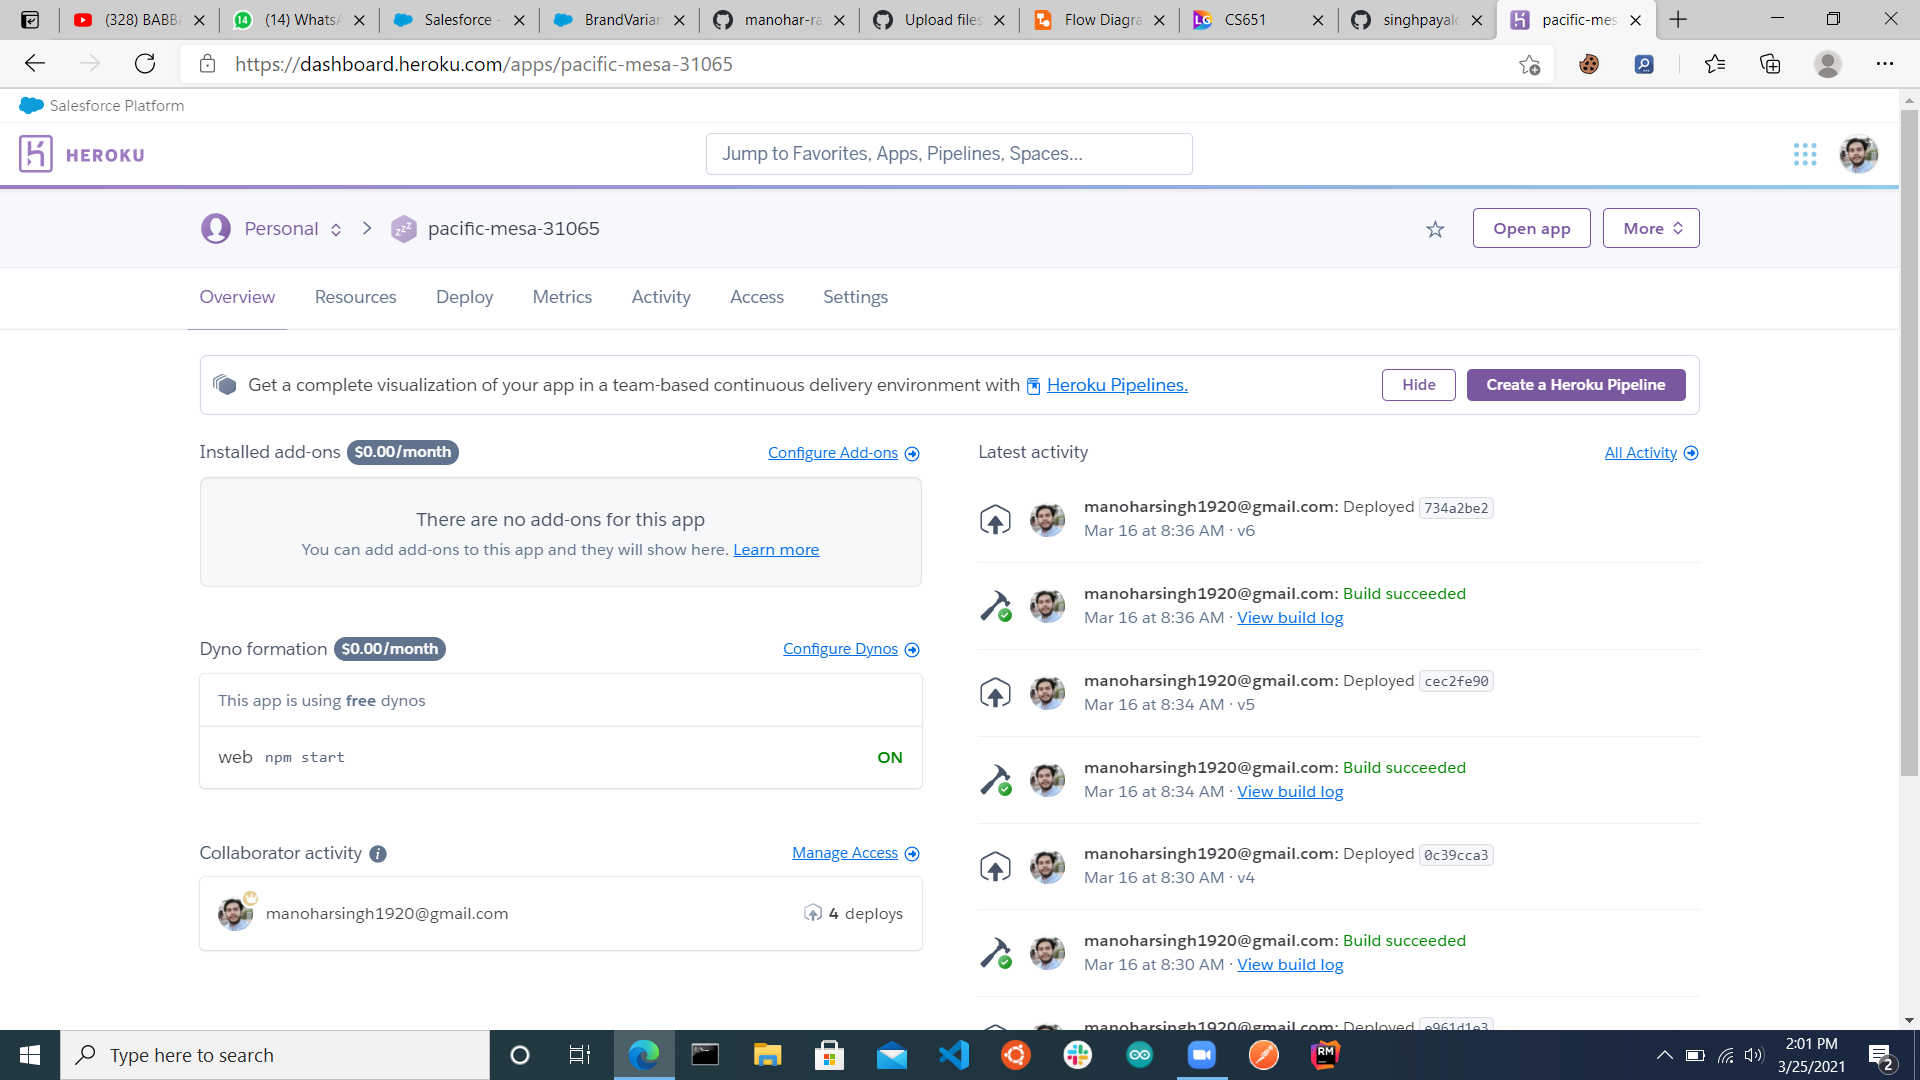 (328) BABBA
(14) WhatsA
Salesforce -
BrandVarian
manohar-ra
Upload files
Flow Diagra
CS651
singhpayal
pacific-mes
https://dashboard.heroku.com/apps/pacific-mesa-31065
Salesforce Platform
HEROKU
Jump to Favorites, Apps, Pipelines, Spaces...
Personal
pacific-mesa-31065
Open app
More
Overview
Resources
Deploy
Metrics
Activity
Access
Settings
Get a complete visualization of your app in a team-based continuous delivery environment with Heroku Pipelines.
Hide
Create a Heroku Pipeline
Installed add-ons $0.00/month
Configure Add-ons
There are no add-ons for this app
You can add add-ons to this app and they will show here. Learn more
Dyno formation $0.00/month
Configure Dynos
This app is using free dynos
web npm start
ON
Collaborator activity
Manage Access
manoharsingh1920@gmail.com
4 deploys
Latest activity
All Activity
manoharsingh1920@gmail.com: Deployed 734a2be2
Mar 16 at 8:36 AM · v6
manoharsingh1920@gmail.com: Build succeeded
Mar 16 at 8:36 AM · View build log
manoharsingh1920@gmail.com: Deployed cec2fe90
Mar 16 at 8:34 AM · v5
manoharsingh1920@gmail.com: Build succeeded
Mar 16 at 8:34 AM · View build log
manoharsingh1920@gmail.com: Deployed 0c39cca3
Mar 16 at 8:30 AM · v4
manoharsingh1920@gmail.com: Build succeeded
Mar 16 at 8:30 AM · View build log
manoharsingh1920@gmail.com: Deployed e961d1e3
Type here to search
RM
2:01 PM
3/25/2021
2